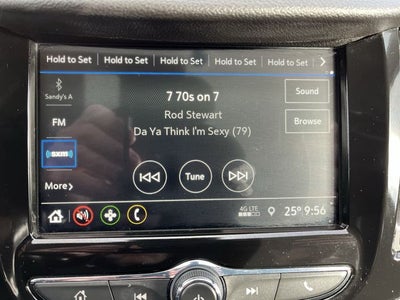 Hold to Set Hold to Set Hold to Set Hold to Set Hold to Set
Sandy's A
7 70s on 7
Sound
Rod Stewart
FM
Browse
Da Ya Think I'm Sexy (79)
sxm
Tune
More
4G LTE
25° 9:56